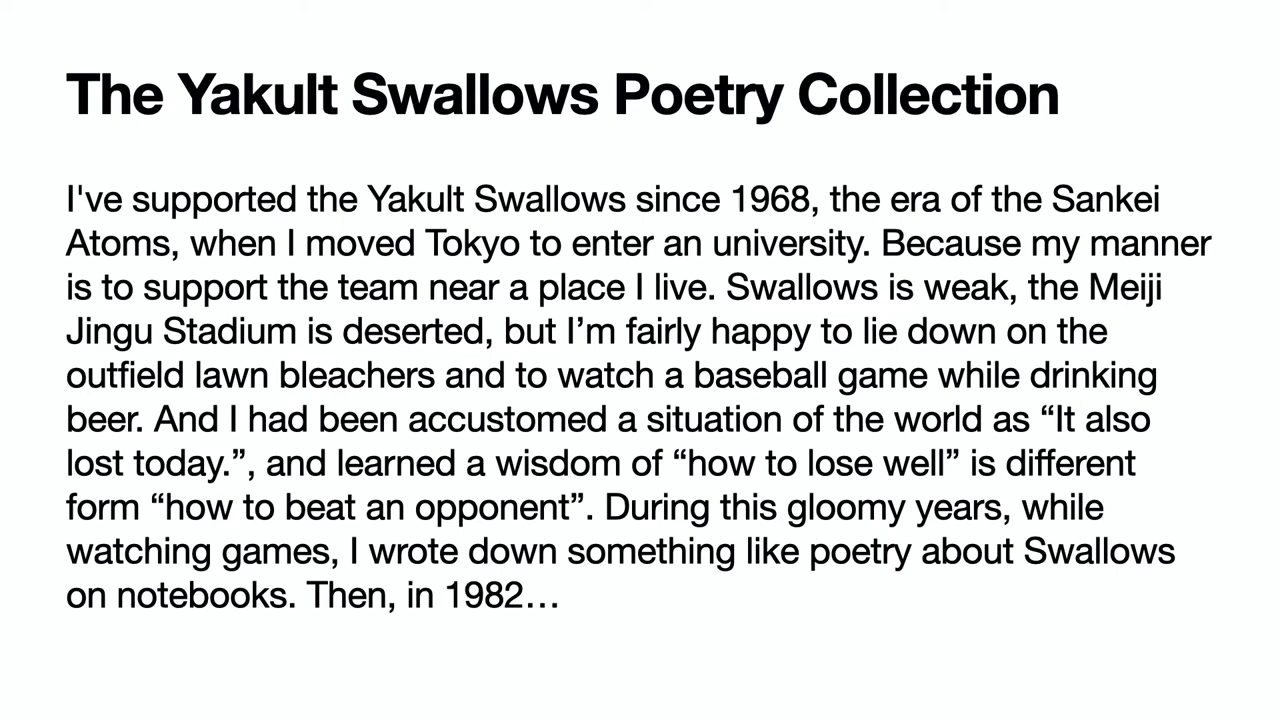 The Yakult Swallows Poetry Collection
I've supported the Yakult Swallows since 1968, the era of the Sankei
Atoms, when I moved Tokyo to enter an university. Because my manner
is to support the team near a place I live. Swallows is weak, the Meiji
Jingu Stadium is deserted, but I’m fairly happy to lie down on the
outfield lawn bleachers and to watch a baseball game while drinking
beer. And I had been accustomed a situation of the world as “It also
lost today.”, and learned a wisdom of “how to lose well” is different
form “how to beat an opponent”. During this gloomy years, while
watching games, I wrote down something like poetry about Swallows
on notebooks. Then, in 1982…